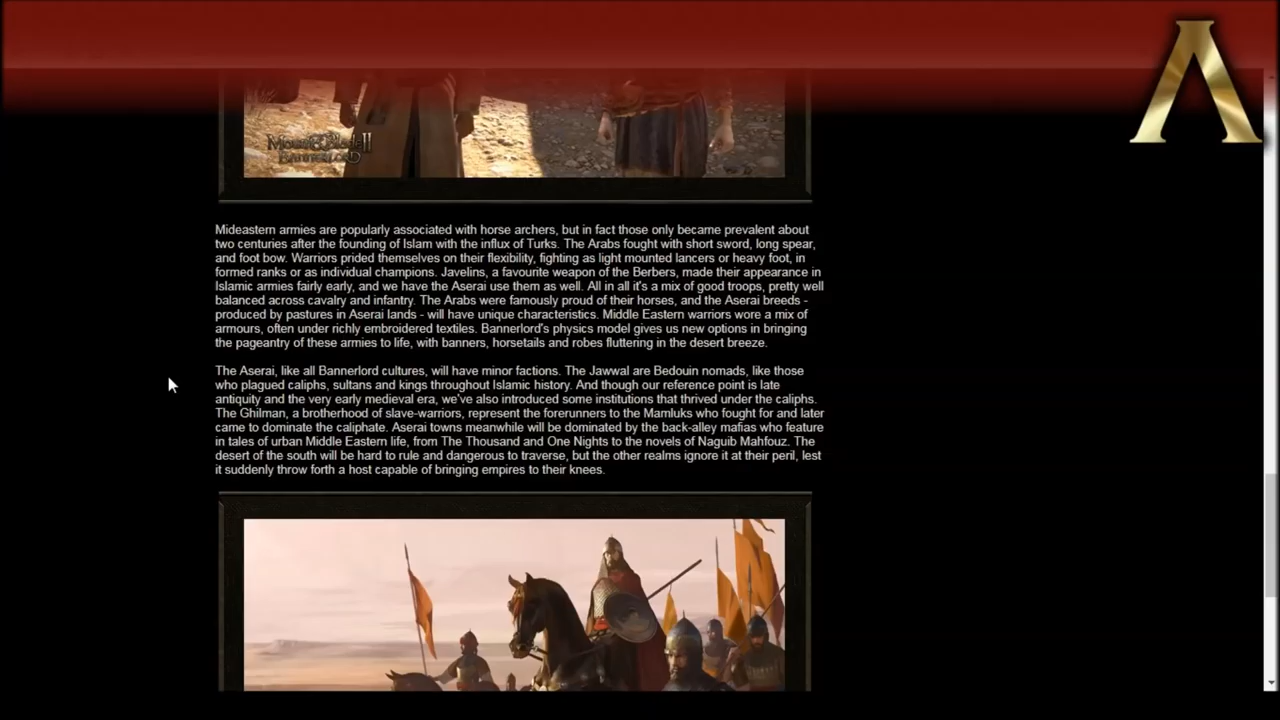 Mount&Blade II
BANNERLORD
Mideastern armies are popularly associated with horse archers, but in fact those only became prevalent about
two centuries after the founding of Islam with the influx of Turks. The Arabs fought with short sword, long spear,
and foot bow. Warriors prided themselves on their flexibility, fighting as light mounted lancers or heavy foot, in
formed ranks or as individual champions. Javelins, a favourite weapon of the Berbers, made their appearance in
Islamic armies fairly early, and we have the Aserai use them as well. All in all it's a mix of good troops, pretty well
balanced across cavalry and infantry. The Arabs were famously proud of their horses, and the Aserai breeds -
produced by pastures in Aserai lands - will have unique characteristics. Middle Eastern warriors wore a mix of
armours, often under richly embroidered textiles. Bannerlord's physics model gives us new options in bringing
the pageantry of these armies to life, with banners, horsetails and robes fluttering in the desert breeze.
The Aserai, like all Bannerlord cultures, will have minor factions. The Jawwal are Bedouin nomads, like those
who plagued caliphs, sultans and kings throughout Islamic history. And though our reference point is late
antiquity and the very early medieval era, we've also introduced some institutions that thrived under the caliphs.
The Ghilman, a brotherhood of slave-warriors, represent the forerunners to the Mamluks who fought for and later
came to dominate the caliphate. Aserai towns meanwhile will be dominated by the back-alley mafias who feature
in tales of urban Middle Eastern life, from The Thousand and One Nights to the novels of Naguib Mahfouz. The
desert of the south will be hard to rule and dangerous to traverse, but the other realms ignore it at their peril, lest
it suddenly throw forth a host capable of bringing empires to their knees.